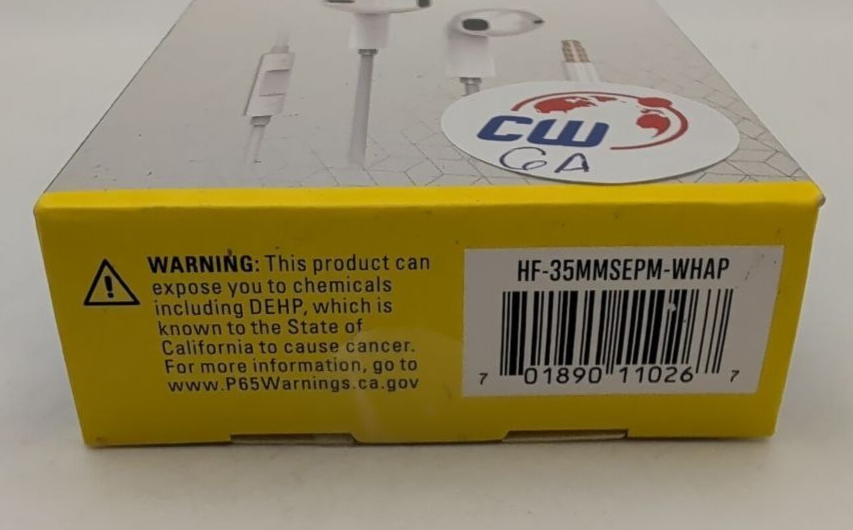 CW
GA
WARNING: This product can
expose you to chemicals
including DEHP, which is
known to the State of
California to cause cancer.
For more information, go to
www.P65Warnings.ca.gov
HF-35MMSEPM-WHAP
7 01890 11026 7